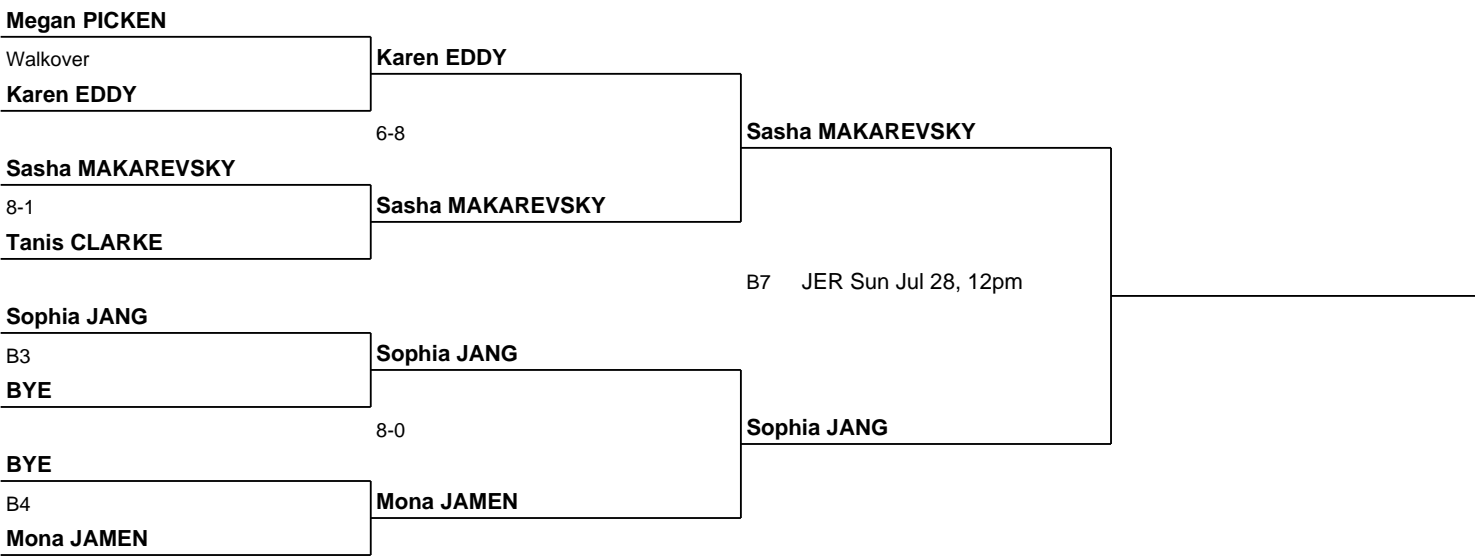 Megan PICKEN
Walkover
Karen EDDY
Karen EDDY
6-8
Sasha MAKAREVSKY
Sasha MAKAREVSKY
8-1
Sasha MAKAREVSKY
Tanis CLARKE
B7 JER Sun Jul 28, 12pm
Sophia JANG
B3
Sophia JANG
BYE
8-0
Sophia JANG
BYE
B4
Mona JAMEN
Mona JAMEN